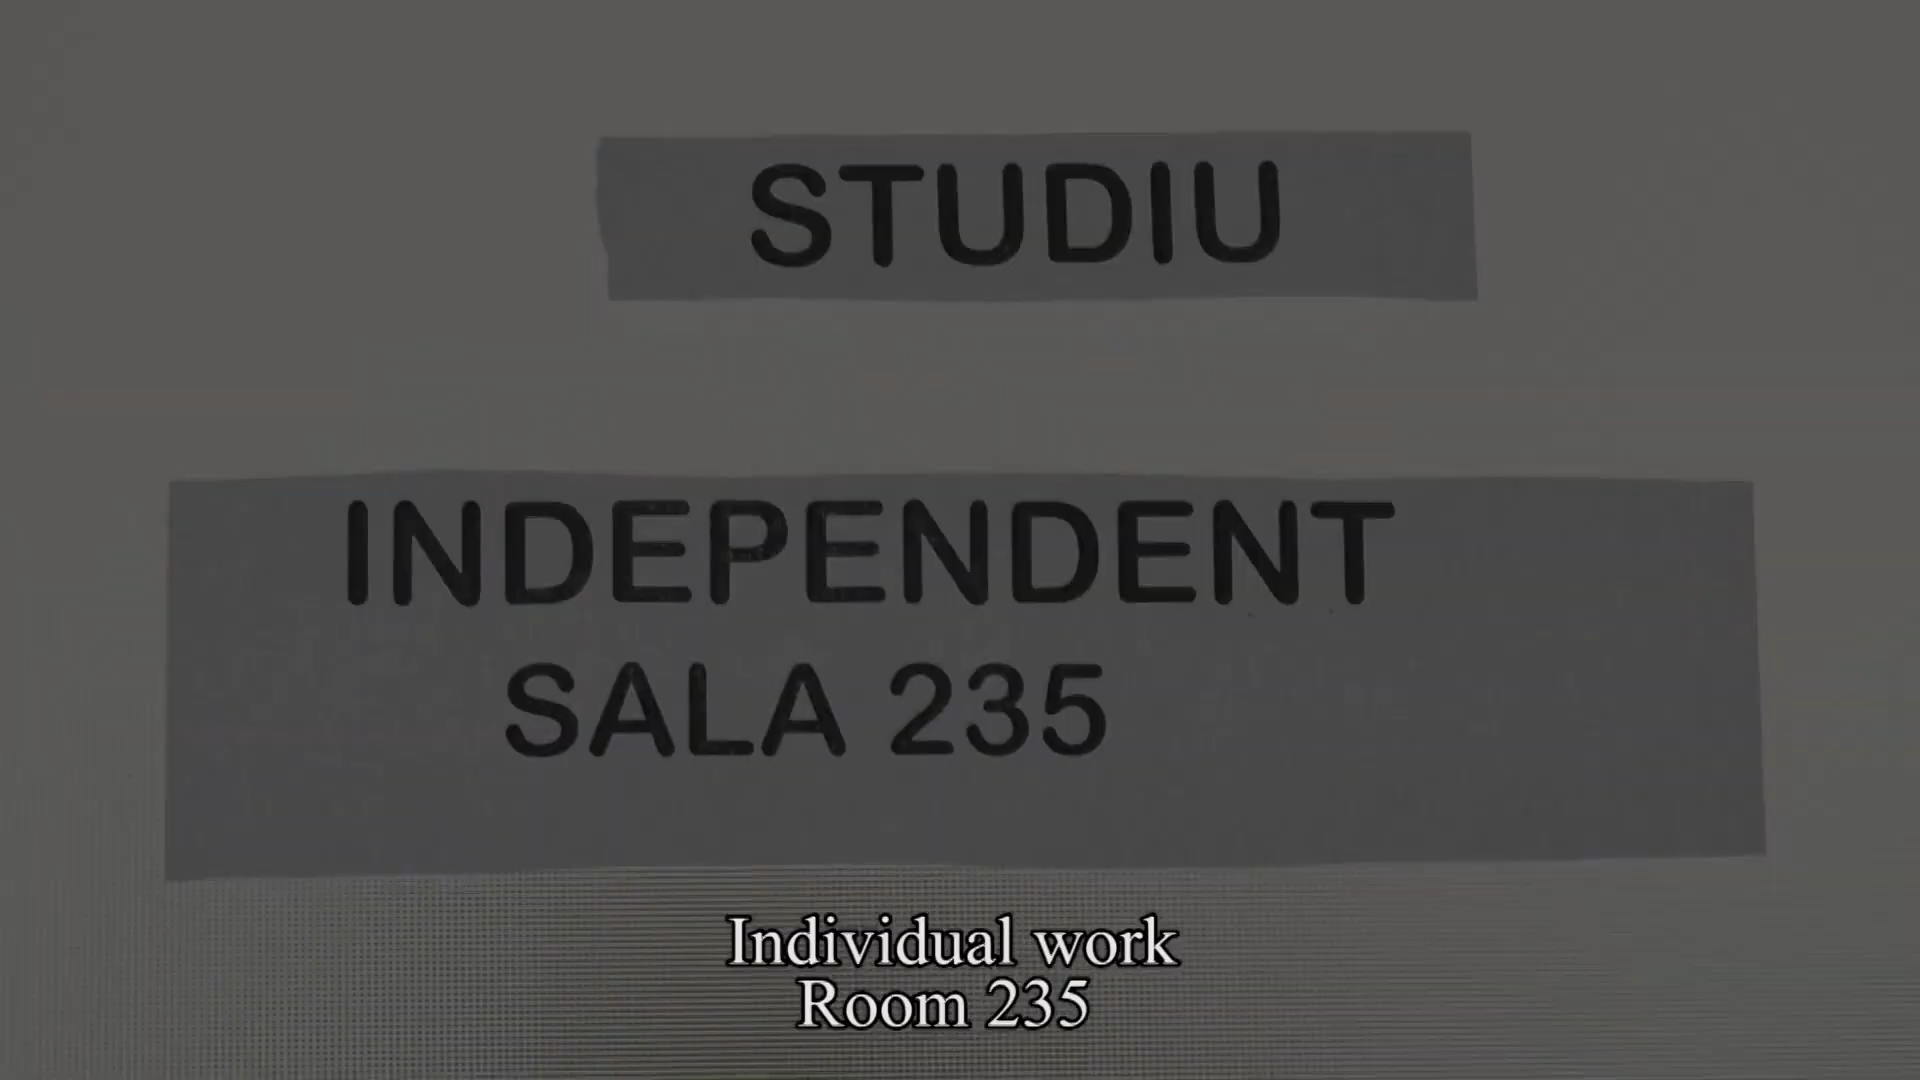 STUDIU
INDEPENDENT
SALA 235
Individual work
Room 235